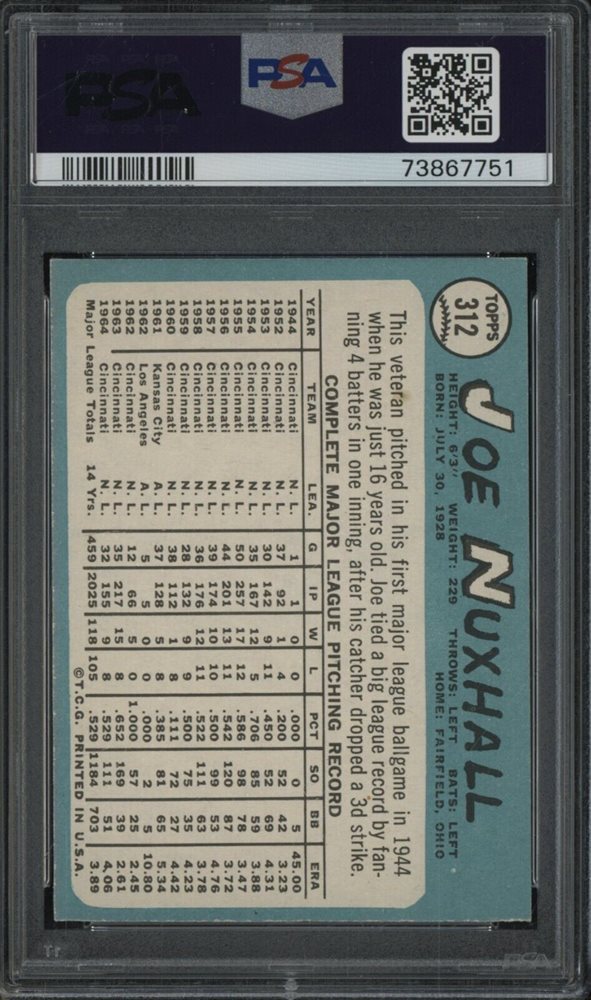 PSA
PSA
73867751
TOPPS
312
JOE NUXHALL
HEIGHT: 6'3" WEIGHT: 229 THROWS: LEFT BATS: LEFT
BORN: JULY 30, 1928 HOME: FAIRFIELD, OHIO
This veteran pitched in his first major league ballgame in 1944
when he was just 16 years old. Joe tied a big league record by fan-
ning 4 batters in one inning, after his catcher dropped a 3d strike.
COMPLETE MAJOR LEAGUE PITCHING RECORD
YEAR TEAM LEA. G IP W L PCT SO BB ERA
1944 Cincinnati N. L. 1 1 0 0 .000 0 5 45.00
1952 Cincinnati N. L. 37 92 1 4 .200 52 42 3.23
1953 Cincinnati N. L. 30 142 9 11 .450 52 69 4.31
1954 Cincinnati N. L. 35 167 12 5 .706 85 59 3.88
1955 Cincinnati N. L. 50 257 17 12 .586 98 78 3.47
1956 Cincinnati N. L. 44 201 13 11 .542 120 87 3.72
1957 Cincinnati N. L. 39 174 10 10 .500 99 53 4.76
1958 Cincinnati N. L. 36 176 12 11 .522 111 63 3.78
1959 Cincinnati N. L. 28 132 9 9 .500 75 35 4.23
1960 Cincinnati N. L. 38 112 1 8 .111 72 27 4.42
1961 Kansas City A. L. 37 128 5 8 .385 81 65 5.34
1962 Los Angeles A. L. 5 5 0 0 .000 2 5 10.80
1962 Cincinnati N. L. 12 66 5 0 1.000 57 25 2.45
1963 Cincinnati N. L. 35 217 15 8 .652 169 39 2.61
1964 Cincinnati N. L. 32 155 9 8 .529 111 51 4.06
Major League Totals 14 Yrs. 459 2025 118 105 .529 1184 703 3.89
©T.C.G. PRINTED IN U.S.A.